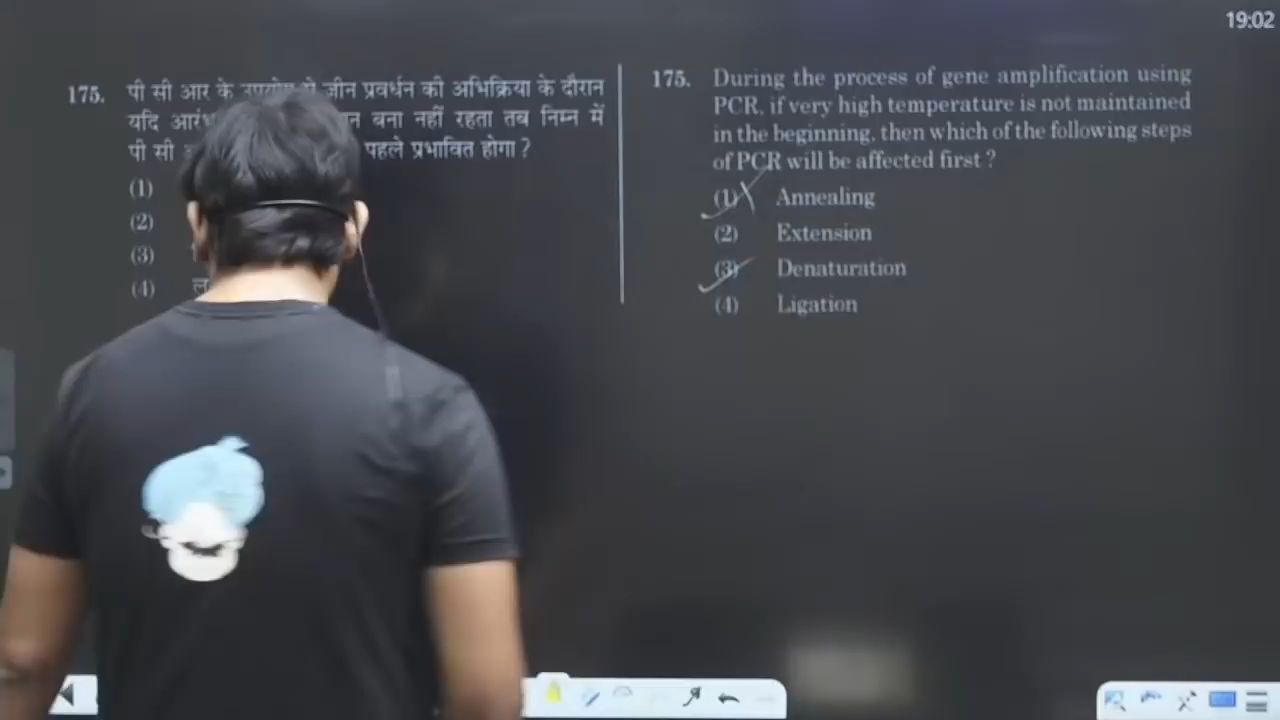 19:02
175. पी सी आर के उपयोग से जीन प्रवर्धन की अभिक्रिया के दौरान
यदि बना नहीं रहता तब निम्न में
पी सी पहले प्रभावित होगा ?
(1)
(2)
(3)
(4)
175. During the process of gene amplification using
PCR, if very high temperature is not maintained
in the beginning, then which of the following steps
of PCR will be affected first ?
(1) Annealing
(2) Extension
(3) Denaturation
(4) Ligation